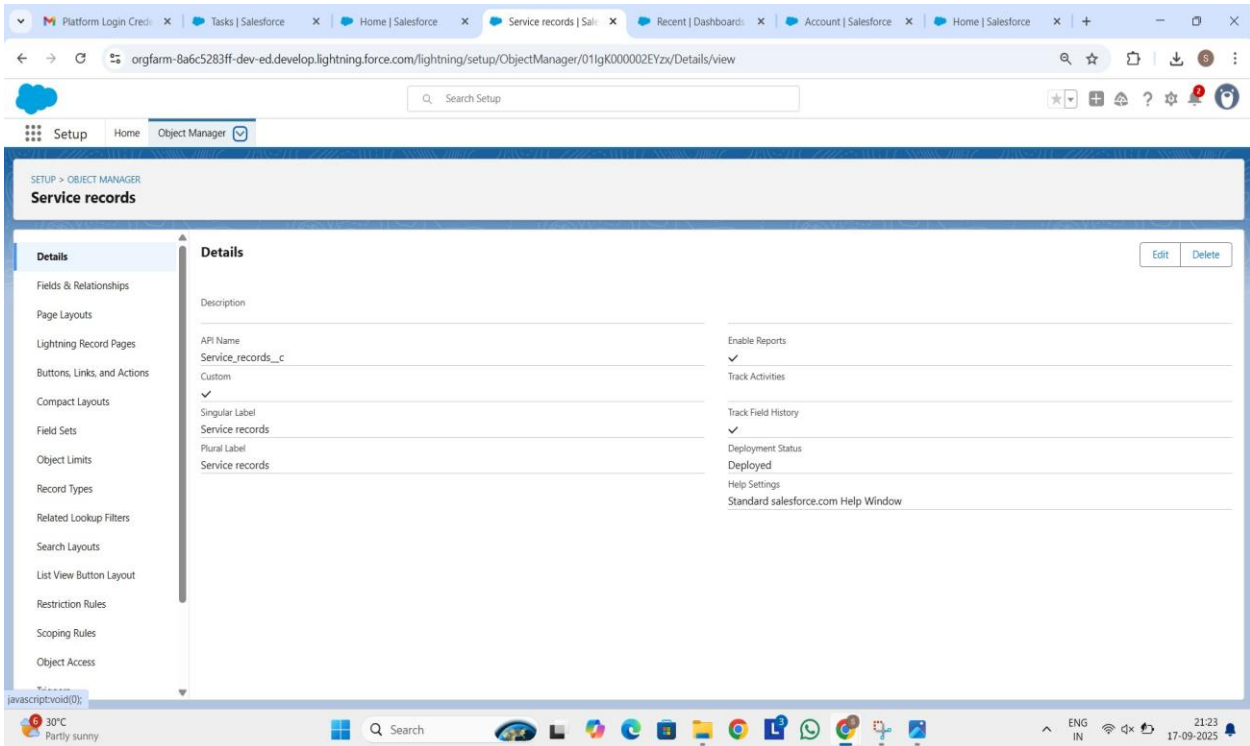 Platform Login Crede
Tasks | Salesforce
Home | Salesforce
Service records | Sale
Recent | Dashboards
Account | Salesforce
Home | Salesforce
orgfarm-8a6c5283ff-dev-ed.develop.lightning.force.com/lightning/setup/ObjectManager/01IgK000002EYzx/Details/view
S
Search Setup
2
Setup Home Object Manager
SETUP > OBJECT MANAGER
Service records
Details
Fields & Relationships
Page Layouts
Lightning Record Pages
Buttons, Links, and Actions
Compact Layouts
Field Sets
Object Limits
Record Types
Related Lookup Filters
Search Layouts
List View Button Layout
Restriction Rules
Scoping Rules
Object Access
Triggers
Details
Edit Delete
Description
API Name
Service_records__c
Custom
Singular Label
Service records
Plural Label
Service records
Enable Reports
Track Activities
Track Field History
Deployment Status
Deployed
Help Settings
Standard salesforce.com Help Window
javascript:void(0);
6
30°C
Partly sunny
Search
3
ENG
IN
21:23
17-09-2025